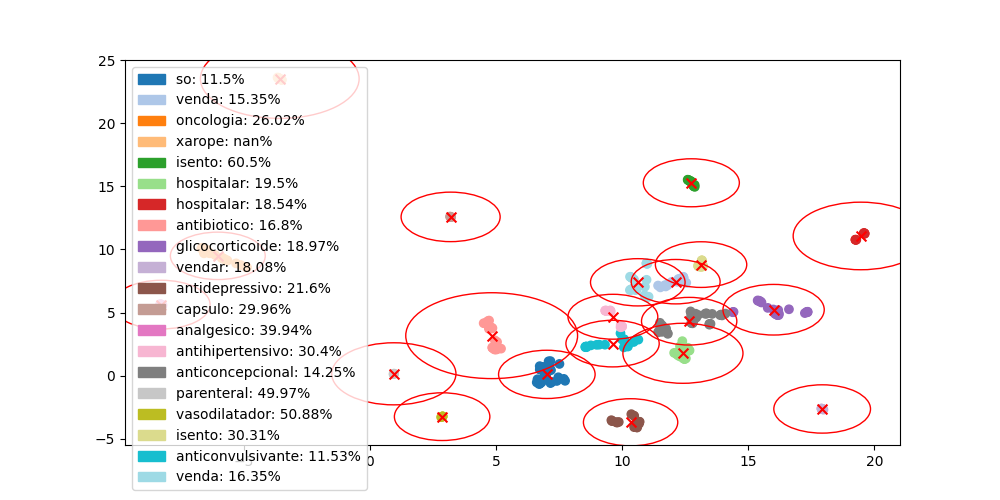 25
20
15
10
5
0
−5
so: 11.5%
venda: 15.35%
oncologia: 26.02%
xarope: nan%
isento: 60.5%
hospitalar: 19.5%
hospitalar: 18.54%
antibiotico: 16.8%
glicocorticoide: 18.97%
vendar: 18.08%
antidepressivo: 21.6%
capsulo: 29.96%
analgesico: 39.94%
antihipertensivo: 30.4%
anticoncepcional: 14.25%
parenteral: 49.97%
vasodilatador: 50.88%
isento: 30.31%
anticonvulsivante: 11.53%
venda: 16.35%
−5 0 5 10 15 20